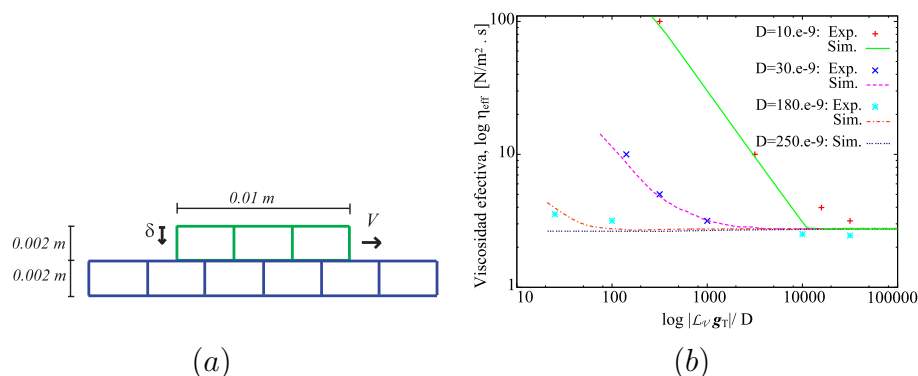 0.01 m
δ
V
0.002 m
0.002 m
(a)
Viscosidad efectiva, log η_eff [N/m² . s]
100
10
1
D=10.e-9: Exp.
Sim.
D=30.e-9: Exp.
Sim.
D=180.e-9: Exp.
Sim.
D=250.e-9: Sim.
10 100 1000 10000 100000
log |ℒ_𝒱 g_T| / D
(b)